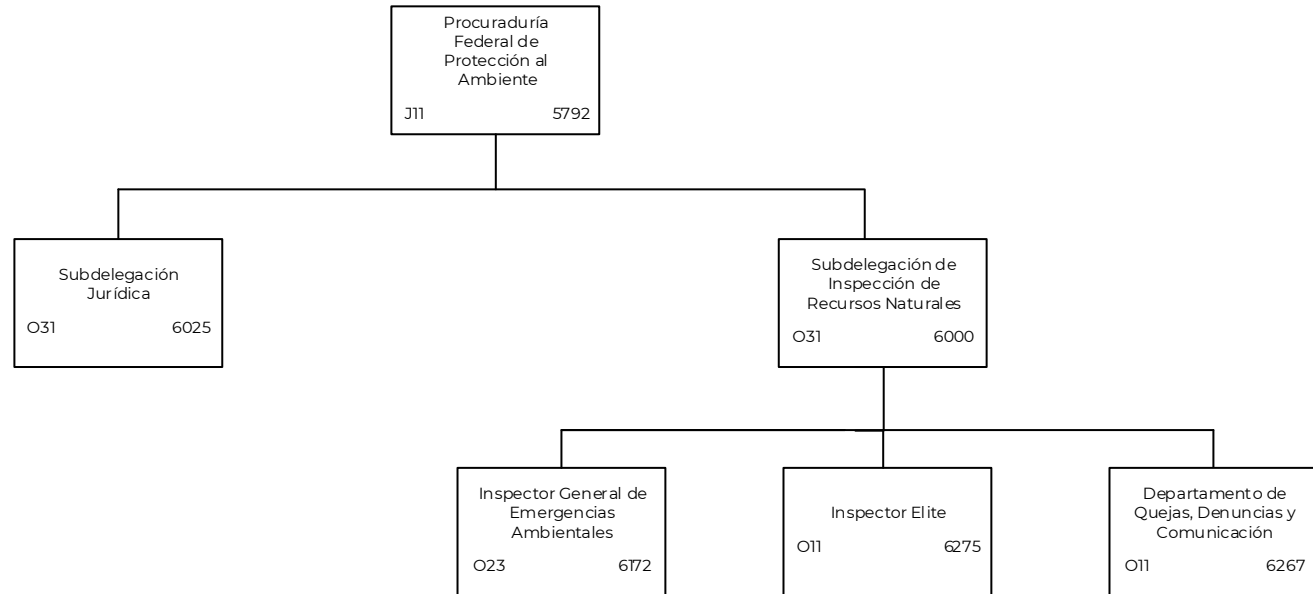 Procuraduría
Federal de
Protección al
Ambiente
J11 5792
Subdelegación
Jurídica
O31 6025
Subdelegación de
Inspección de
Recursos Naturales
O31 6000
Inspector General de
Emergencias
Ambientales
O23 6172
Inspector Elite
O11 6275
Departamento de
Quejas, Denuncias y
Comunicación
O11 6267